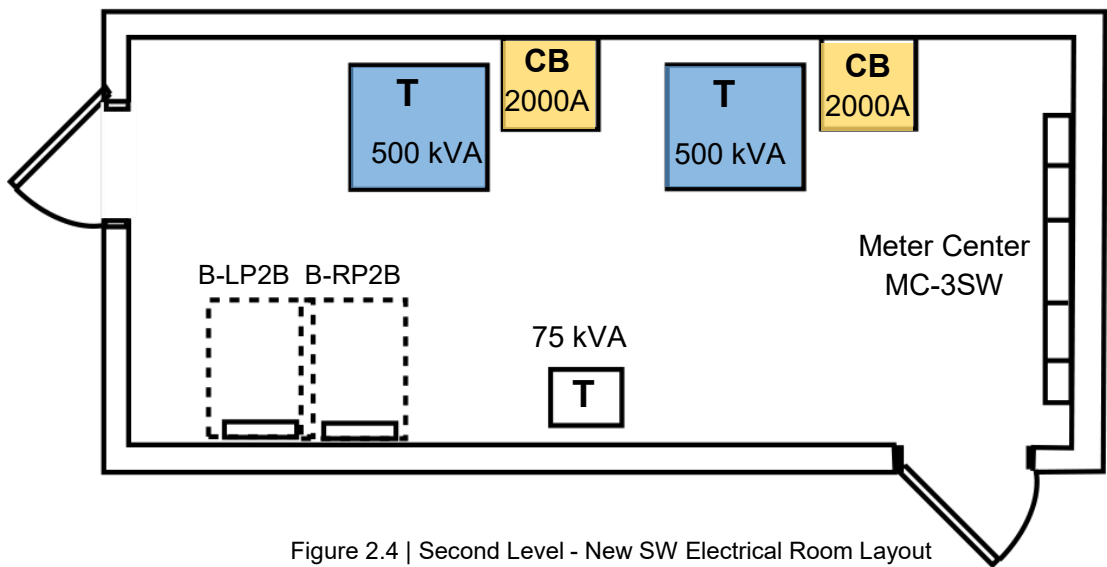 T
500 kVA
CB
2000A
T
500 kVA
CB
2000A
Meter Center
MC-3SW
B-LP2B B-RP2B
75 kVA
T
Figure 2.4 | Second Level - New SW Electrical Room Layout